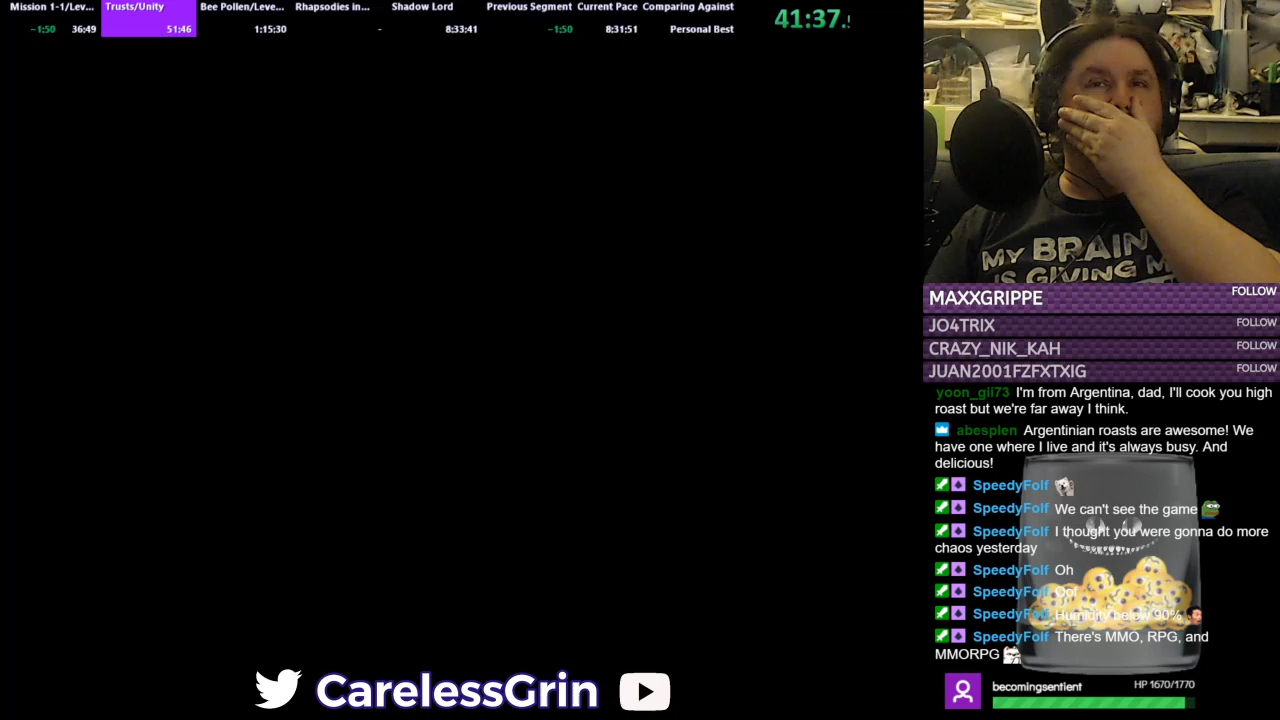 Mission 1-1/Lev... Trusts/Unity Bee Pollen/Leve... Rhapsodies in... Shadow Lord Previous Segment Current Pace Comparing Against
−1:50 36:49 51:46 1:15:30 - 8:33:41 −1:50 8:31:51 Personal Best
41:37.
MY BRAIN
IS GIVING
MAXXGRIPPE FOLLOW
JO4TRIX FOLLOW
CRAZY_NIK_KAH FOLLOW
JUAN2001FZFXTXIG FOLLOW
yoon_gii73 I'm from Argentina, dad, I'll cook you high
roast but we're far away I think.
abesplen Argentinian roasts are awesome! We
have one where I live and it's always busy. And
delicious!
SpeedyFolf
SpeedyFolf We can't see the game
SpeedyFolf I thought you were gonna do more
chaos yesterday
SpeedyFolf Oh
SpeedyFolf Oof
SpeedyFolf Humidity below 90%
SpeedyFolf There's MMO, RPG, and
MMORPG
becomingsentient HP 1670/1770
CarelessGrin